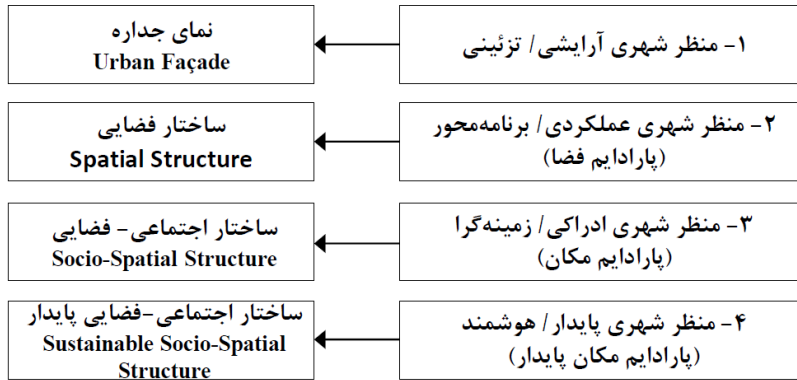 ۱- منظر شهری آرایشی/ تزئینی
نمای جداره
Urban Façade
۲- منظر شهری عملکردی/ برنامه‌محور
(پارادایم فضا)
ساختار فضایی
Spatial Structure
۳- منظر شهری ادراکی/ زمینه‌گرا
(پارادایم مکان)
ساختار اجتماعی- فضایی
Socio-Spatial Structure
۴- منظر شهری پایدار/ هوشمند
(پارادایم مکان پایدار)
ساختار اجتماعی-فضایی پایدار
Sustainable Socio-Spatial
Structure